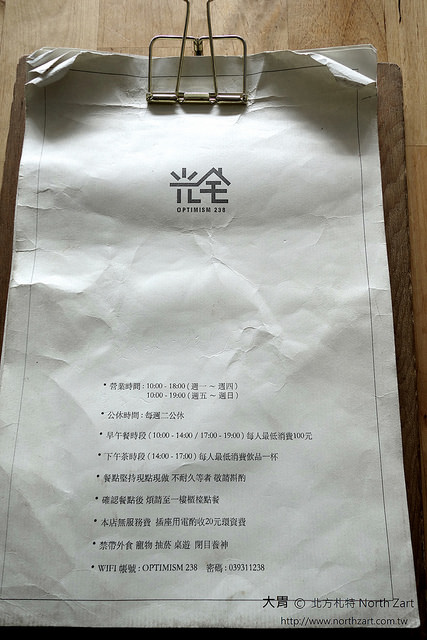 光宅
OPTIMISM 238
• 營業時間：10:00 - 18:00 ( 週一 ～ 週四 )
10:00 - 19:00 ( 週五 ～ 週日 )
• 公休時間：每週二公休
• 早午餐時段 ( 10:00 - 14:00 / 17:00 - 19:00 ) 每人最低消費100元
• 下午茶時段 ( 14:00 - 17:00 ) 每人最低消費飲品一杯
• 餐點堅持現點現做 不耐久等者 敬請斟酌
• 確認餐點後 煩請至一樓櫃檯點餐
• 本店無服務費 插座用電酌收20元環資費
• 禁帶外食 寵物 抽菸 桌遊 閉目養神
• WIFI 帳號：OPTIMISM 238 密碼：039311238
大胃 © 北方札特 North Zart
http://www.northzart.com.tw